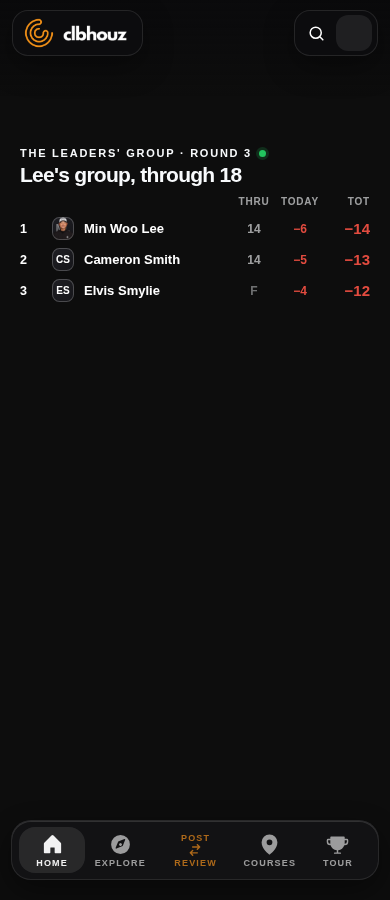 clbhouz
THE LEADERS' GROUP · ROUND 3
Lee's group, through 18
THRU TODAY TOT
1 Min Woo Lee 14 −6 −14
2 CS Cameron Smith 14 −5 −13
3 ES Elvis Smylie F −4 −12
POST
HOME EXPLORE REVIEW COURSES TOUR